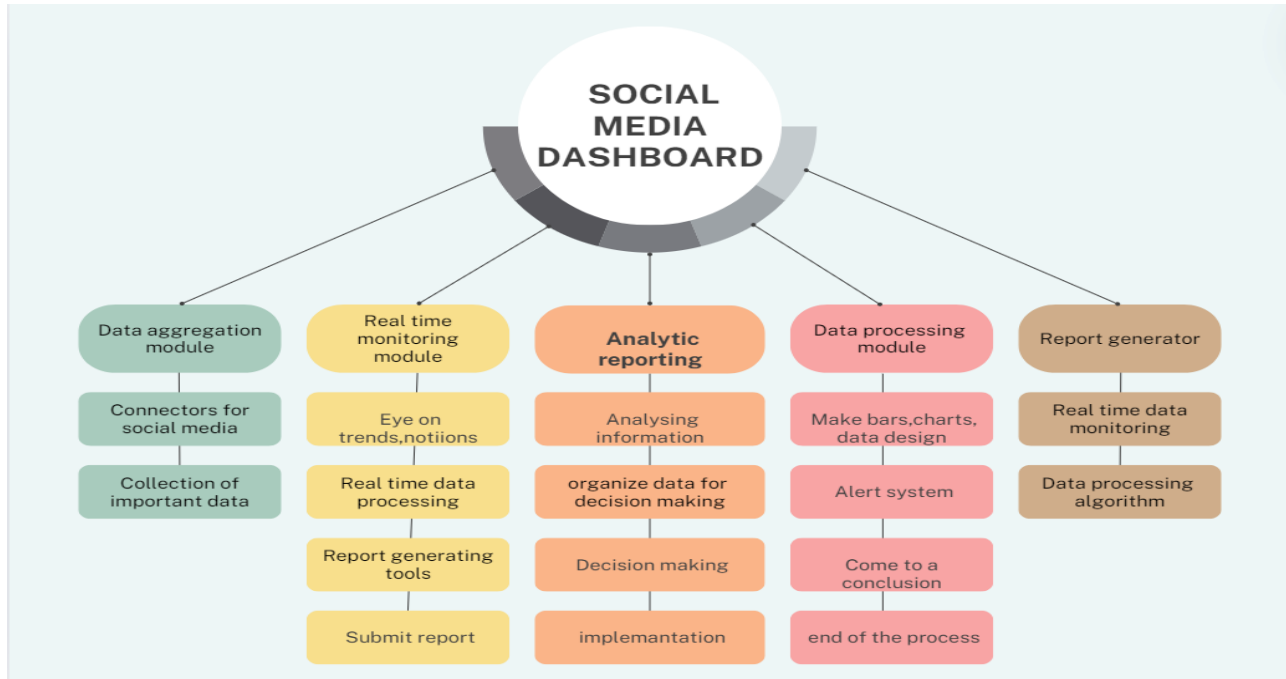 SOCIAL
MEDIA
DASHBOARD
Data aggregation
module
Connectors for
social media
Collection of
important data
Real time
monitoring
module
Eye on
trends,notiions
Real time data
processing
Report generating
tools
Submit report
Analytic
reporting
Analysing
information
organize data for
decision making
Decision making
implemantation
Data processing
module
Make bars,charts,
data design
Alert system
Come to a
conclusion
end of the process
Report generator
Real time data
monitoring
Data processing
algorithm